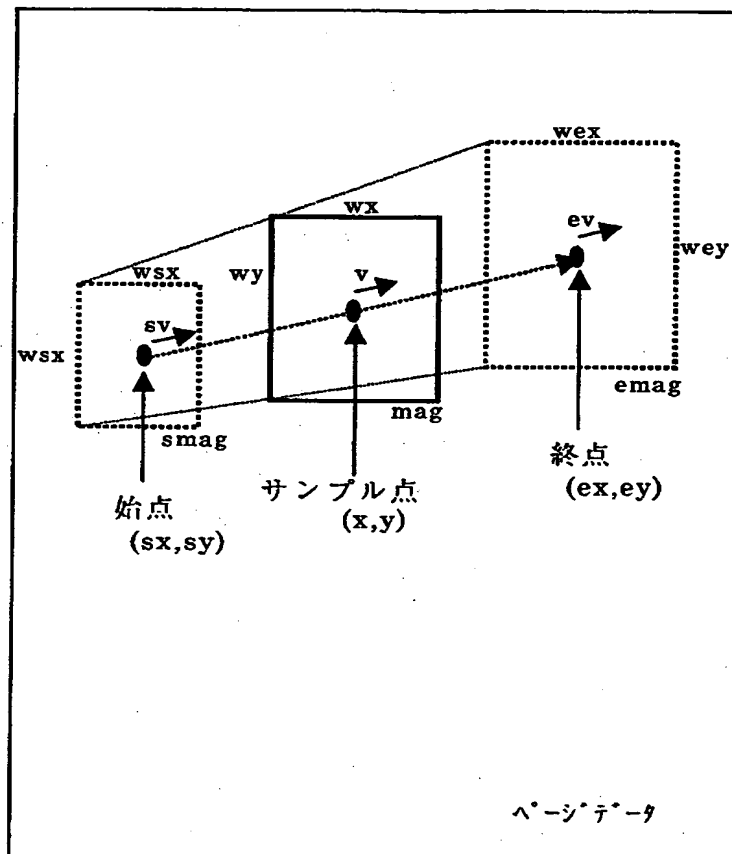 wex
wx
ev
wsx
wy
v
wey
sv
wsx
mag
emag
smag
終点
(ex,ey)
サンプル点
(x,y)
始点
(sx,sy)
ページデータ